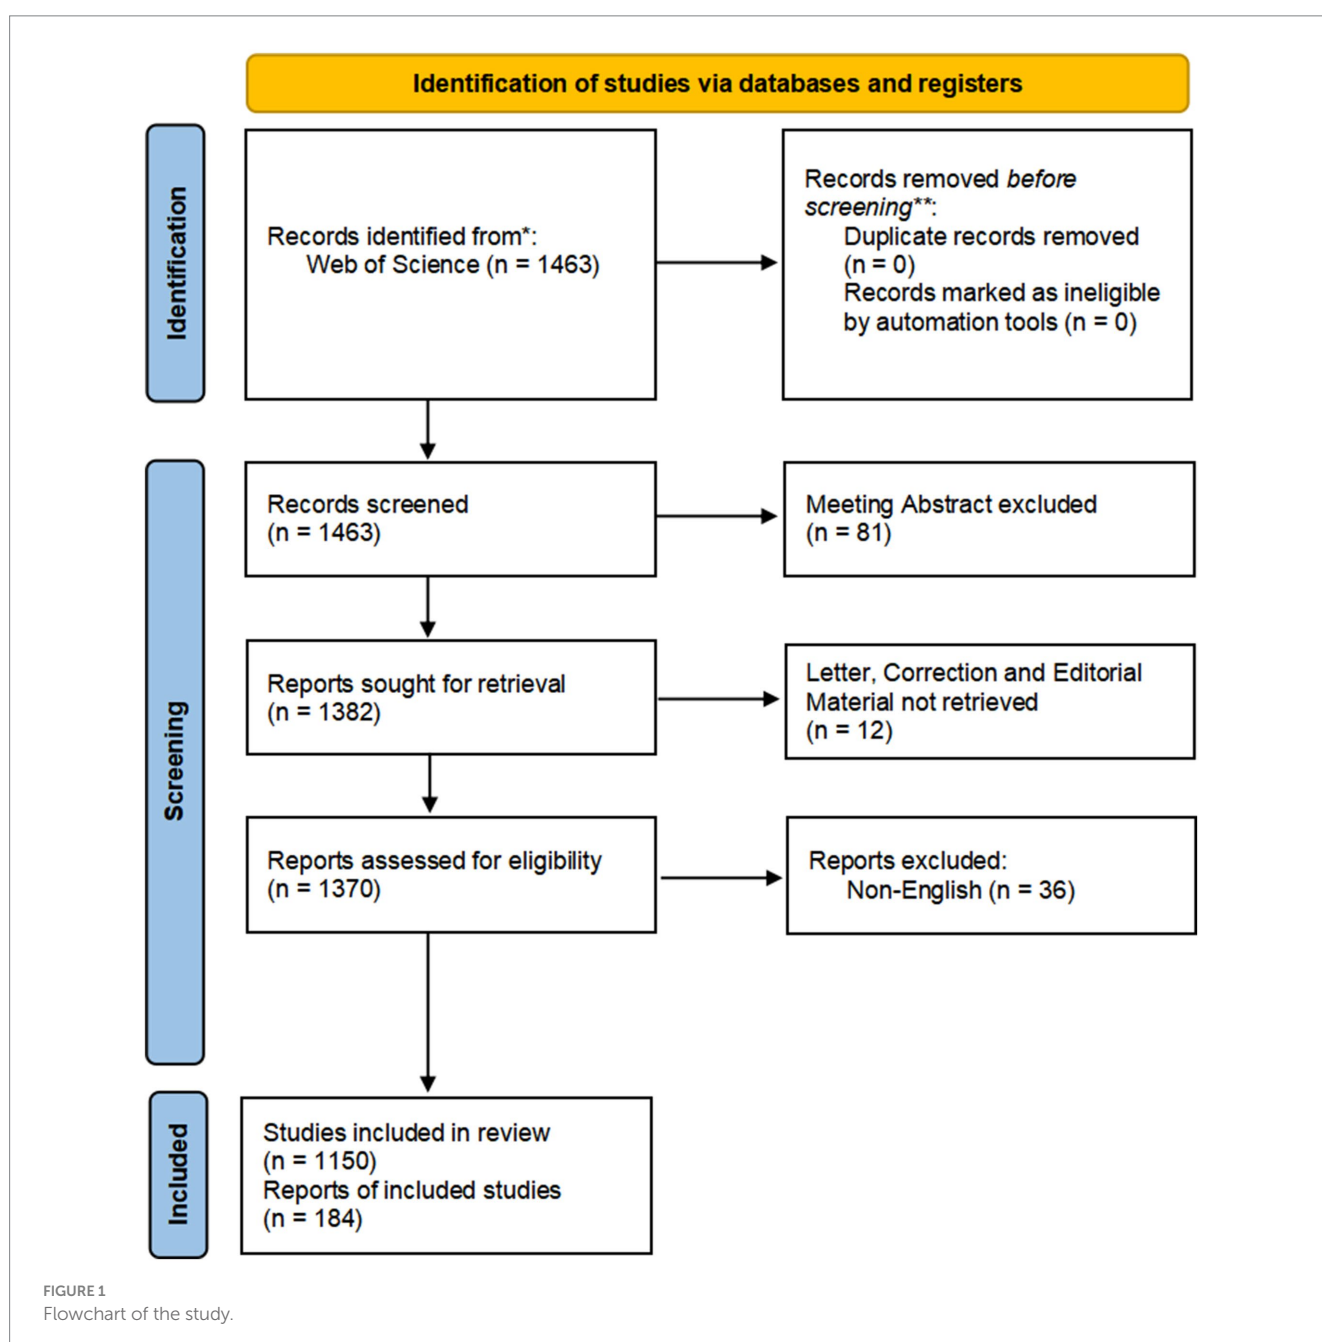 Identification of studies via databases and registers
Identification
Records identified from*:
Web of Science (n = 1463)
Records removed before
screening**:
Duplicate records removed
(n = 0)
Records marked as ineligible
by automation tools (n = 0)
Screening
Records screened
(n = 1463)
Meeting Abstract excluded
(n = 81)
Reports sought for retrieval
(n = 1382)
Letter, Correction and Editorial
Material not retrieved
(n = 12)
Reports assessed for eligibility
(n = 1370)
Reports excluded:
Non-English (n = 36)
Included
Studies included in review
(n = 1150)
Reports of included studies
(n = 184)
FIGURE 1
Flowchart of the study.